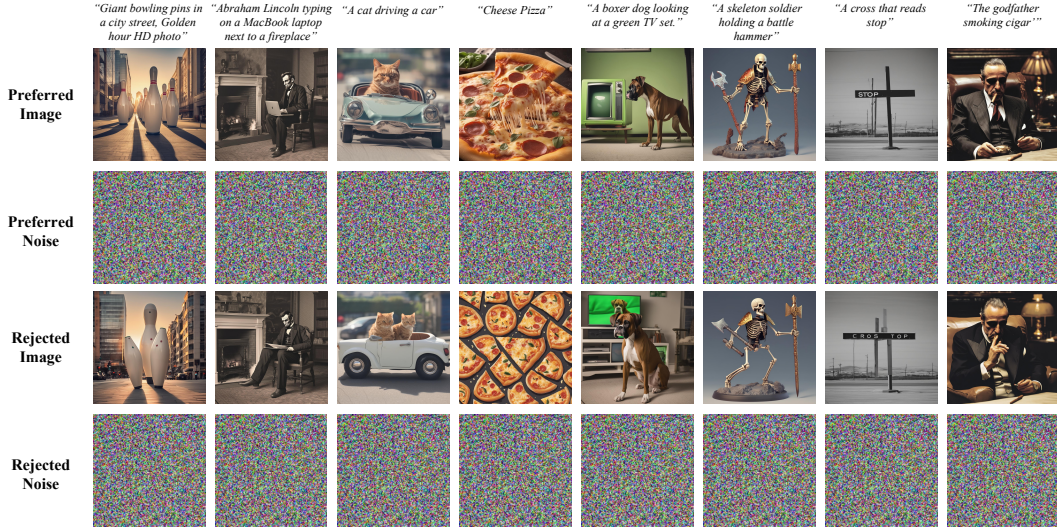 “Giant bowling pins in
a city street, Golden
hour HD photo”
“Abraham Lincoln typing
on a MacBook laptop
next to a fireplace”
“A cat driving a car”
“Cheese Pizza”
“A boxer dog looking
at a green TV set.”
“A skeleton soldier
holding a battle
hammer”
“A cross that reads
stop”
“The godfather
smoking cigar’”
Preferred
Image
STOP
Preferred
Noise
Rejected
Image
CROS TOP
Rejected
Noise